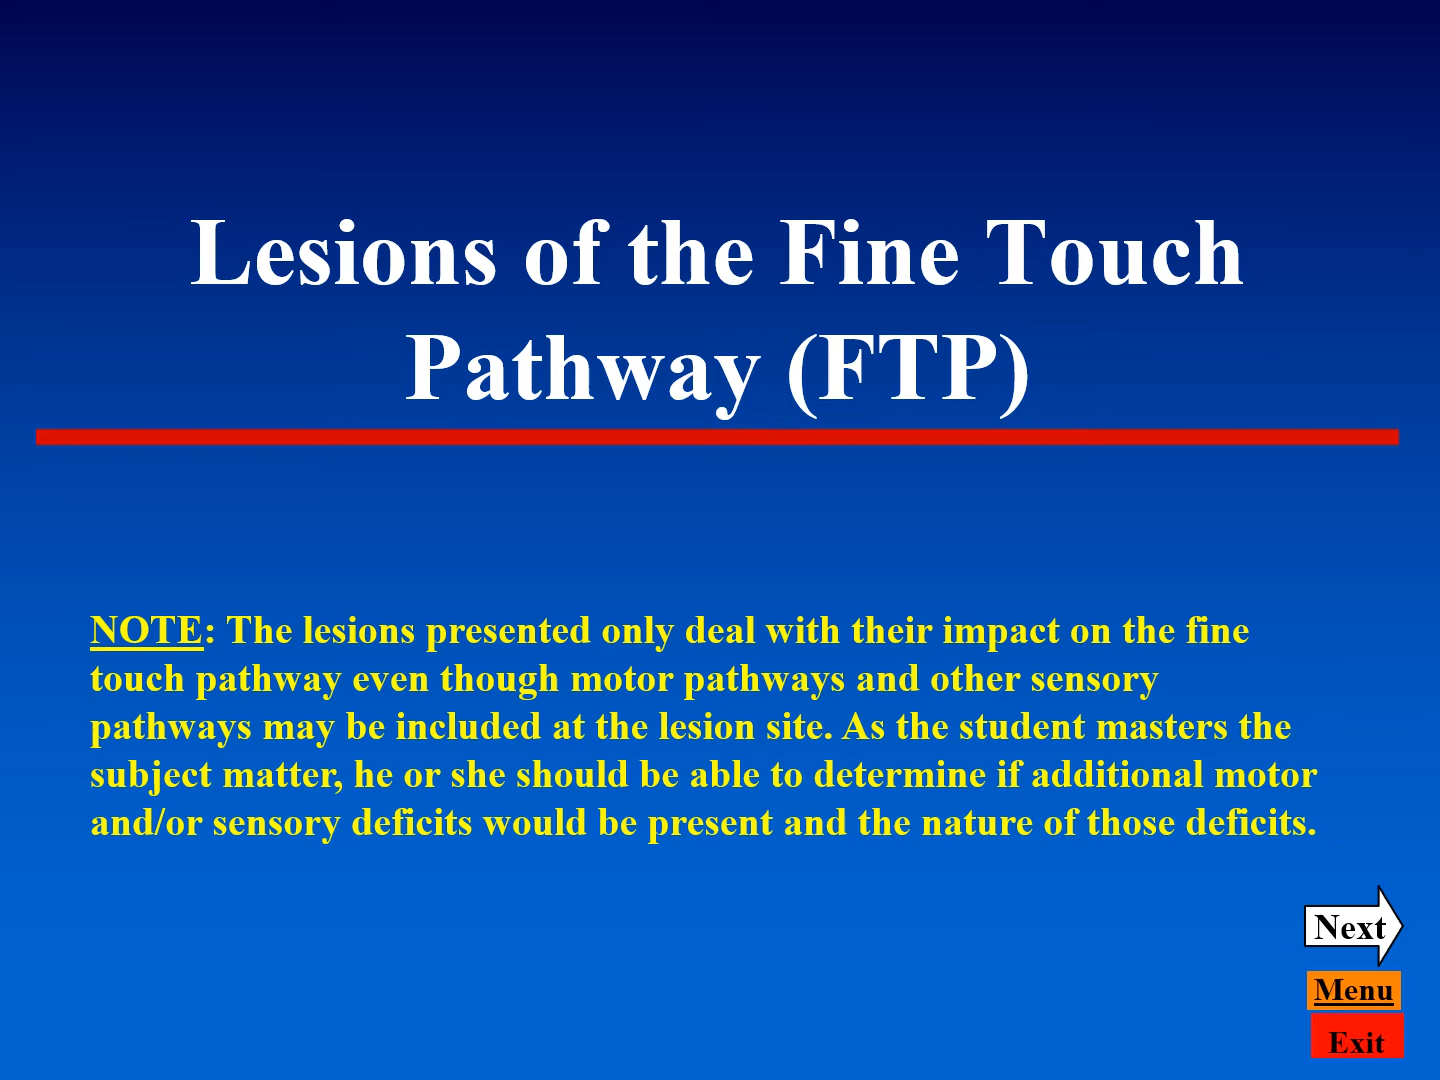 Lesions of the Fine Touch
Pathway (FTP)
NOTE: The lesions presented only deal with their impact on the fine
touch pathway even though motor pathways and other sensory
pathways may be included at the lesion site. As the student masters the
subject matter, he or she should be able to determine if additional motor
and/or sensory deficits would be present and the nature of those deficits.
Next
Menu
Exit